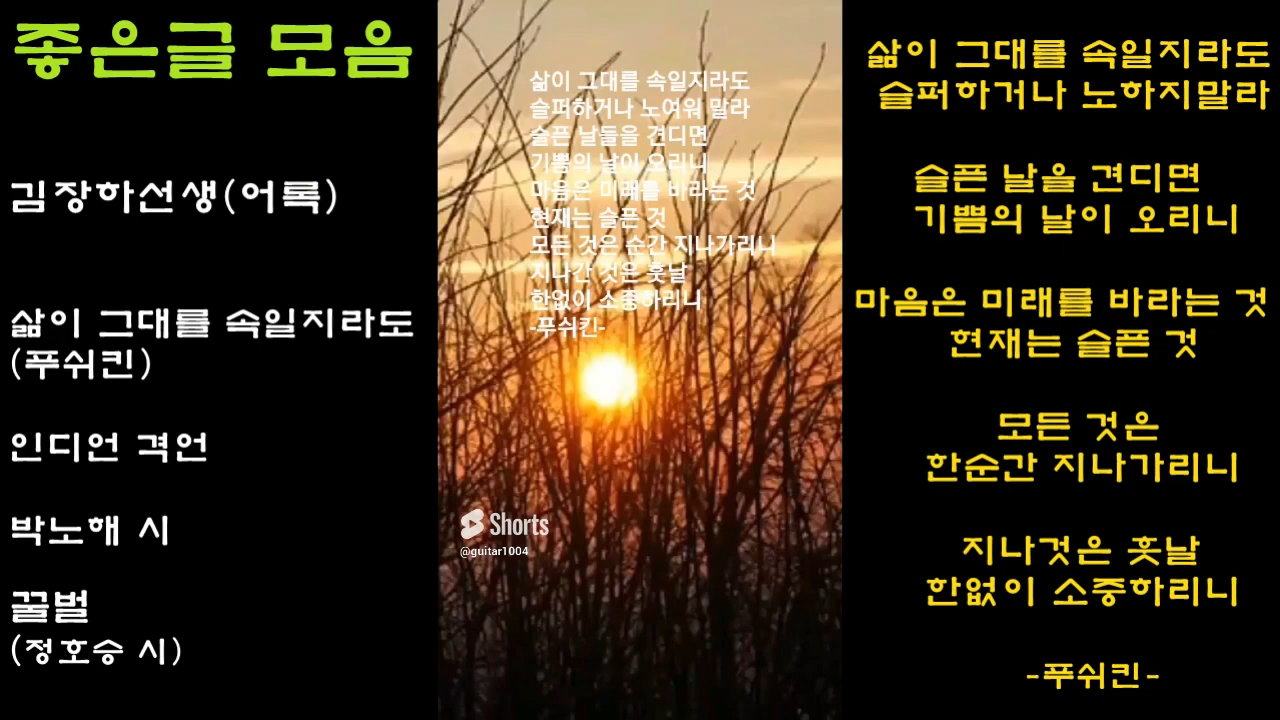 좋은글 모음
김장하선생(어록)
삶이 그대를 속일지라도
(푸쉬킨)
인디언 격언
박노해 시
꿀벌
(정호승 시)
삶이 그대를 속일지라도
슬퍼하거나 노여워 말라
슬픈 날들을 견디면
기쁨의 날이 오리니
마음은 미래를 바라는 것
현재는 슬픈 것
모든 것은 순간 지나가리니
지나간 것은 훗날
한없이 소중하리니
-푸쉬킨-
Shorts
@guitar1004
삶이 그대를 속일지라도
슬퍼하거나 노하지말라
슬픈 날을 견디면
기쁨의 날이 오리니
마음은 미래를 바라는 것
현재는 슬픈 것
모든 것은
한순간 지나가리니
지나것은 훗날
한없이 소중하리니
-푸쉬킨-